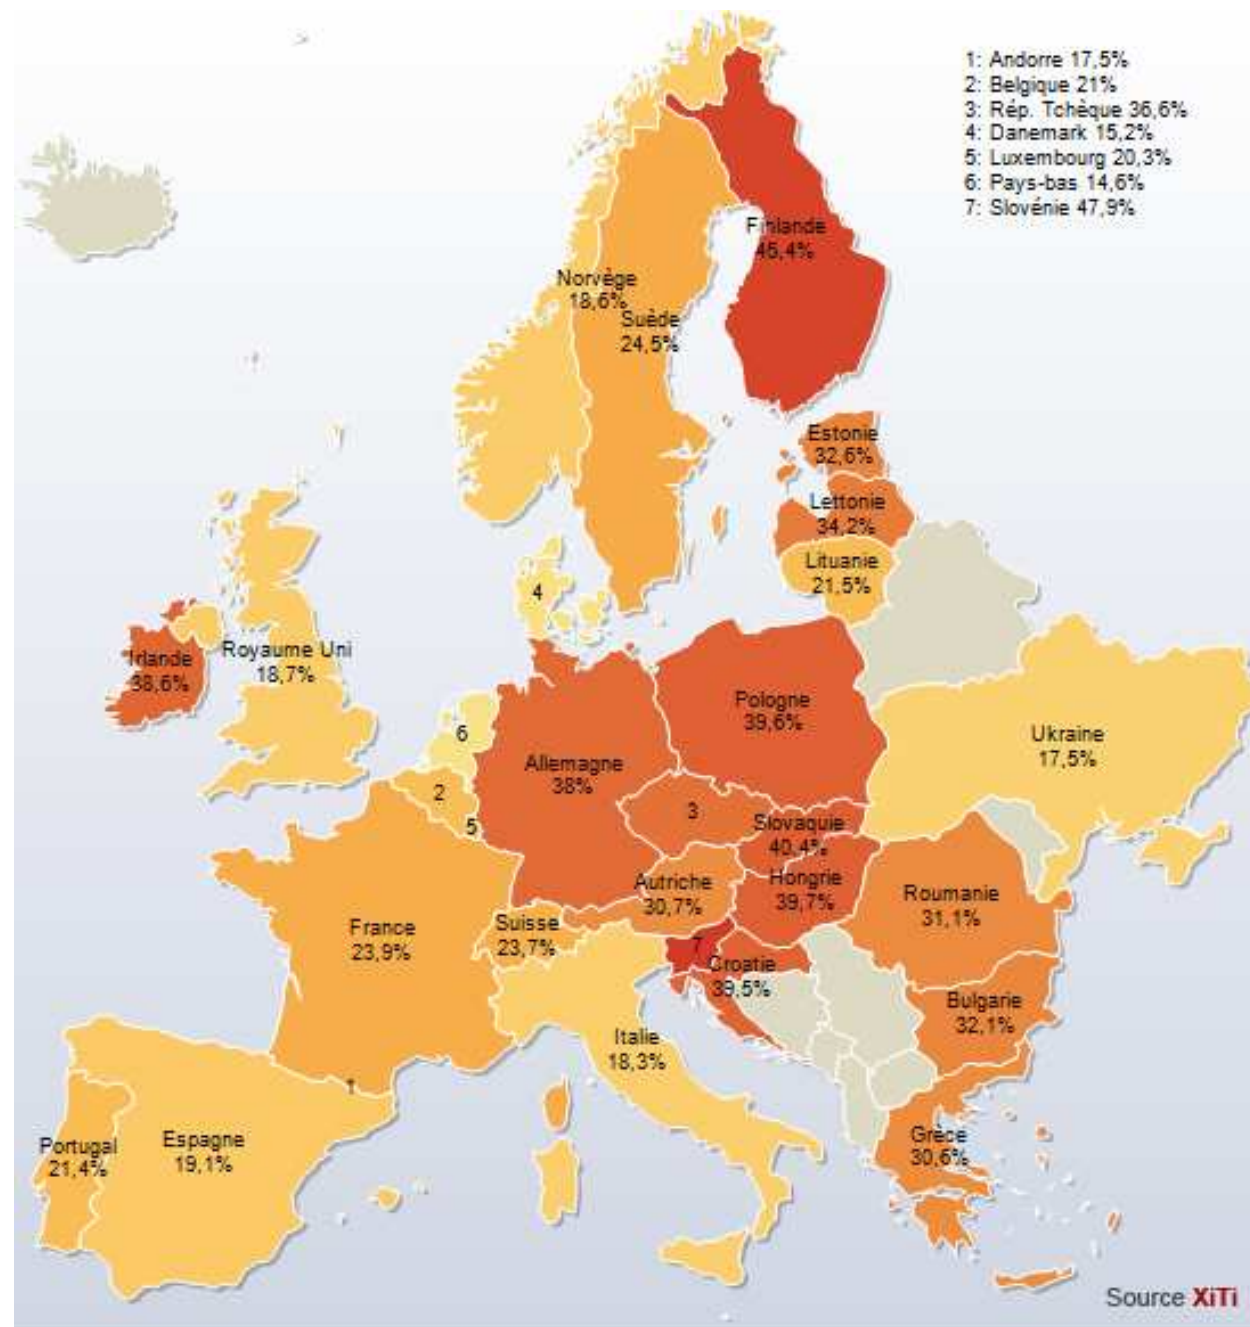 1: Andorre 17,5%
2: Belgique 21%
3: Rép. Tchèque 36,6%
4: Danemark 15,2%
5: Luxembourg 20,3%
6: Pays-bas 14,6%
7: Slovénie 47,9%
Finlande
45,4%
Norvège
18,6%
Suède
24,5%
Estonie
32,6%
Lettonie
34,2%
Lituanie
21,5%
4
Irlande
38,6%
Royaume Uni
18,7%
Pologne
39,6%
6
Ukraine
17,5%
Allemagne
38%
2
3
5
Slovaquie
40,4%
Autriche
30,7%
Hongrie
39,7%
Roumanie
31,1%
France
23,9%
Suisse
23,7%
7
Croatie
39,5%
Bulgarie
32,1%
Italie
18,3%
1
Portugal
21,4%
Espagne
19,1%
Grèce
30,6%
Source XiTi